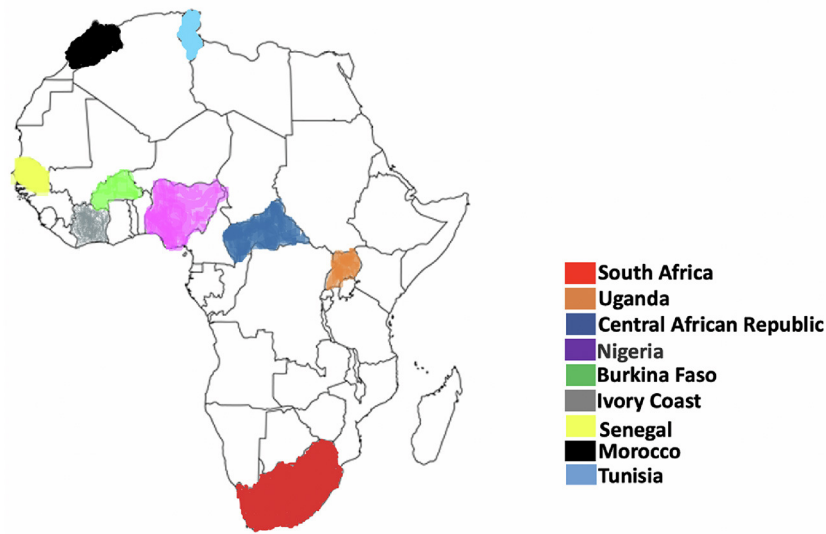 South Africa
Uganda
Central African Republic
Nigeria
Burkina Faso
Ivory Coast
Senegal
Morocco
Tunisia